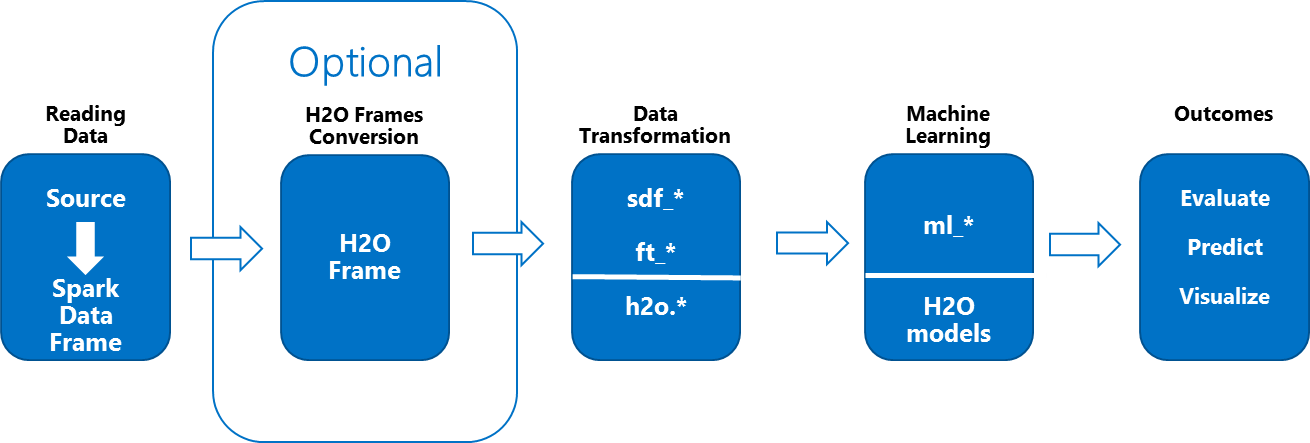 Optional
Reading
Data
Source
Spark
Data
Frame
H2O Frames
Conversion
H2O
Frame
Data
Transformation
sdf_*
ft_*
h2o.*
Machine
Learning
ml_*
H2O
models
Outcomes
Evaluate
Predict
Visualize